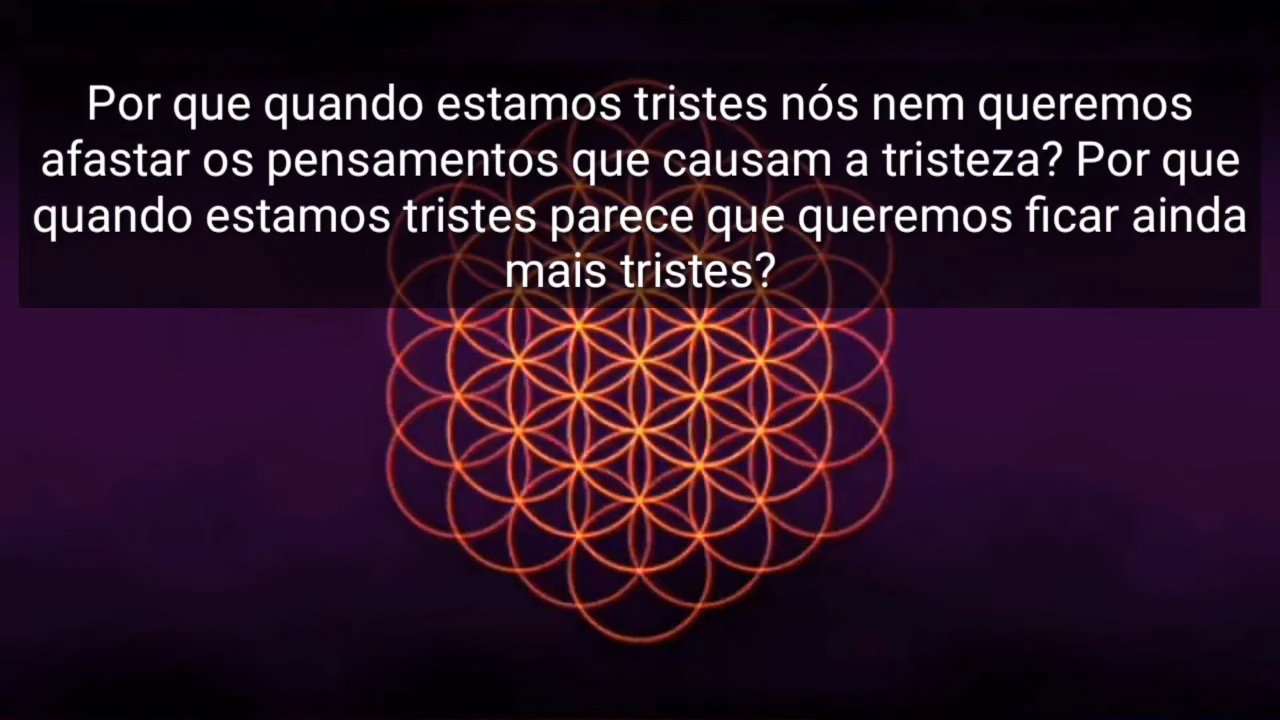 Por que quando estamos tristes nós nem queremos
afastar os pensamentos que causam a tristeza? Por que
quando estamos tristes parece que queremos ficar ainda
mais tristes?